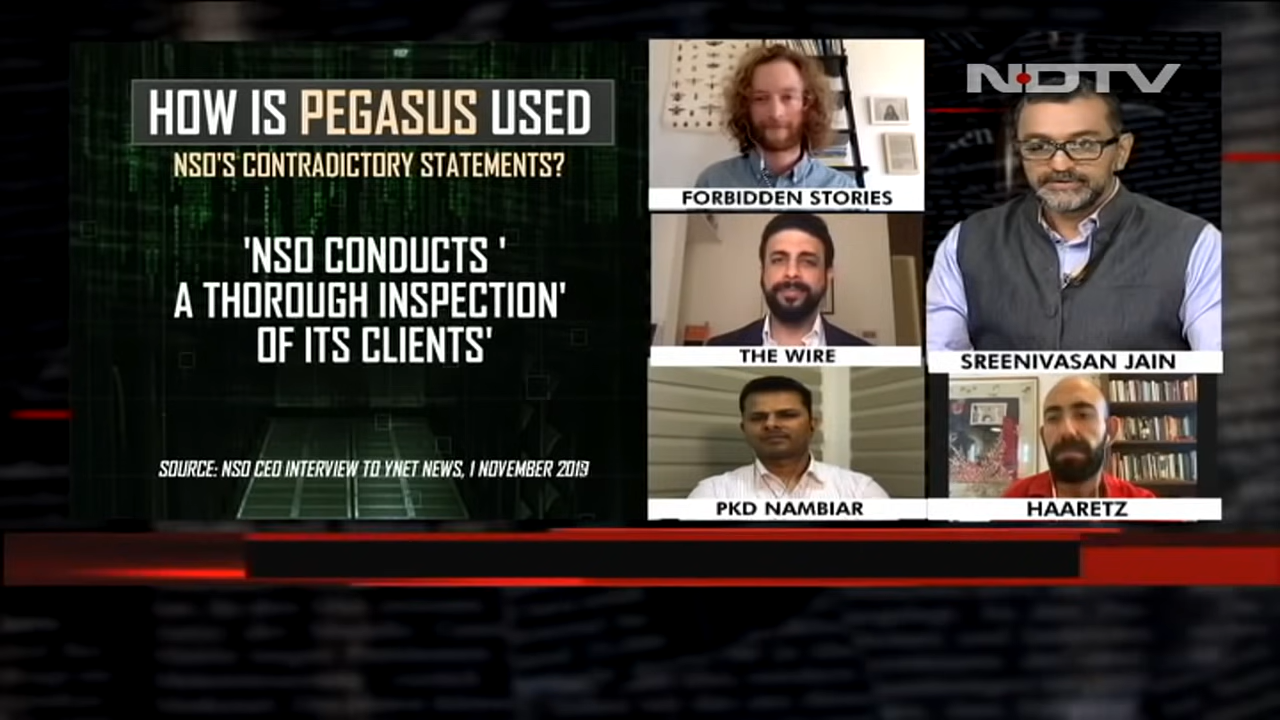 HOW IS PEGASUS USED
NSO'S CONTRADICTORY STATEMENTS?
'NSO CONDUCTS '
A THOROUGH INSPECTION'
OF ITS CLIENTS'
SOURCE: NSO CEO INTERVIEW TO YNET NEWS, 1 NOVEMBER 2019
FORBIDDEN STORIES
THE WIRE
PKD NAMBIAR
NDTV
SREENIVASAN JAIN
HAARETZ